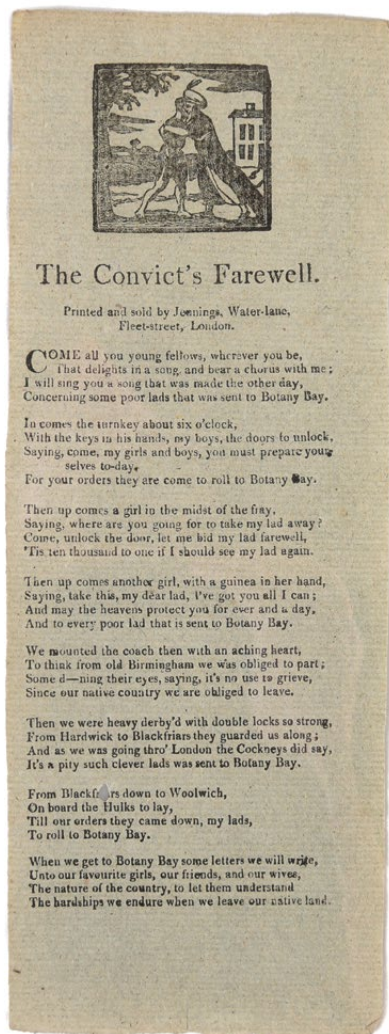 The Convict's Farewell.
Printed and sold by Jennings, Water-lane,
Fleet-street, London.
COME all you young fellows, wherever you be,
That delights in a song, and bear a chorus with me;
I will sing you a song that was made the other day,
Concerning some poor lads that was sent to Botany Bay.
In comes the turnkey about six o'clock,
With the keys in his hands, my boys, the doors to unlock,
Saying, come, my girls and boys, you must prepare your
selves to-day,
For your orders they are come to roll to Botany Bay.
Then up comes a girl in the midst of the fray,
Saying, where are you going for to take my lad away?
Come, unlock the door, let me bid my lad farewell,
'Tis ten thousand to one if I should see my lad again.
Then up comes another girl, with a guinea in her hand,
Saying, take this, my dear lad, I've got you all I can;
And may the heavens protect you for ever and a day,
And to every poor lad that is sent to Botany Bay.
We mounted the coach then with an aching heart,
To think from old Birmingham we was obliged to part;
Some d—ning their eyes, saying, it's no use to grieve,
Since our native country we are obliged to leave.
Then we were heavy derby'd with double locks so strong,
From Hardwick to Blackfriars they guarded us along;
And as we was going thro' London the Cockneys did say,
It's a pity such clever lads was sent to Botany Bay.
From Blackfriars down to Woolwich,
On board the Hulks to lay,
Till our orders they came down, my lads,
To roll to Botany Bay.
When we get to Botany Bay some letters we will write,
Unto our favourite girls, our friends, and our wives,
The nature of the country, to let them understand
The hardships we endure when we leave our native land.